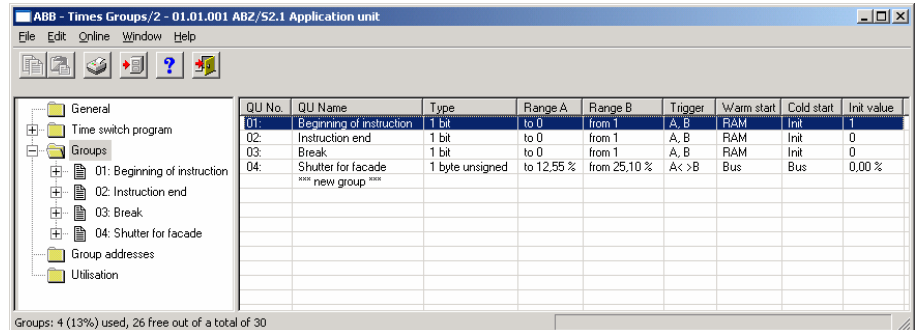 ABB - Times Groups/2 - 01.01.001 ABZ/S2.1 Application unit
File Edit Online Window Help
General
Time switch program
Groups
01: Beginning of instruction
02: Instruction end
03: Break
04: Shutter for facade
Group addresses
Utilisation
QU No. QU Name Type Range A Range B Trigger Warm start Cold start Init value
01: Beginning of instruction 1 bit to 0 from 1 A, B RAM Init 1
02: Instruction end 1 bit to 0 from 1 A, B RAM Init 0
03: Break 1 bit to 0 from 1 A, B RAM Init 0
04: Shutter for facade 1 byte unsigned to 12,55 % from 25,10 % A< >B Bus Bus 0,00 %
*** new group ***
Groups: 4 (13%) used, 26 free out of a total of 30